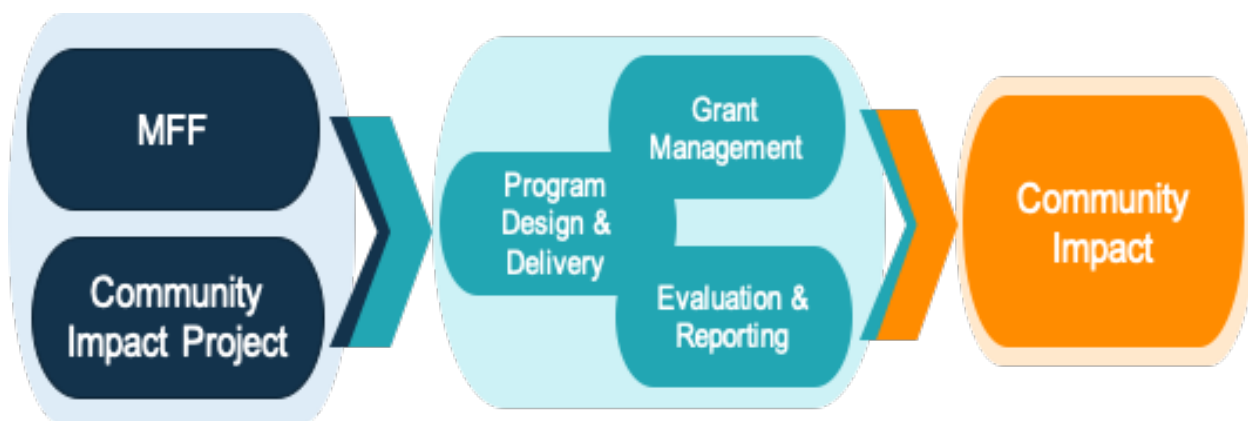 MFF
Community
Impact Project
Program
Design &
Delivery
Grant
Management
Evaluation &
Reporting
Community
Impact